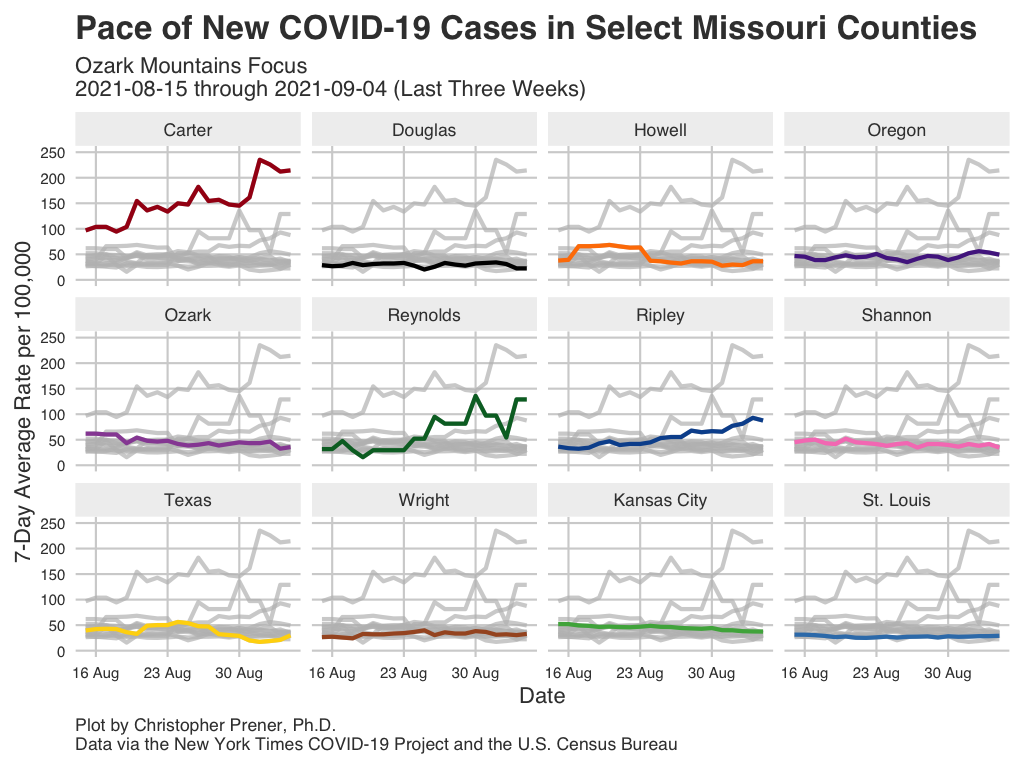 Pace of New COVID-19 Cases in Select Missouri Counties
Ozark Mountains Focus
2021-08-15 through 2021-09-04 (Last Three Weeks)
7-Day Average Rate per 100,000
Carter Douglas Howell Oregon
250
200
150
100
50
0
Ozark Reynolds Ripley Shannon
250
200
150
100
50
0
Texas Wright Kansas City St. Louis
250
200
150
100
50
0
16 Aug 23 Aug 30 Aug 16 Aug 23 Aug 30 Aug 16 Aug 23 Aug 30 Aug 16 Aug 23 Aug 30 Aug
Date
Plot by Christopher Prener, Ph.D.
Data via the New York Times COVID-19 Project and the U.S. Census Bureau